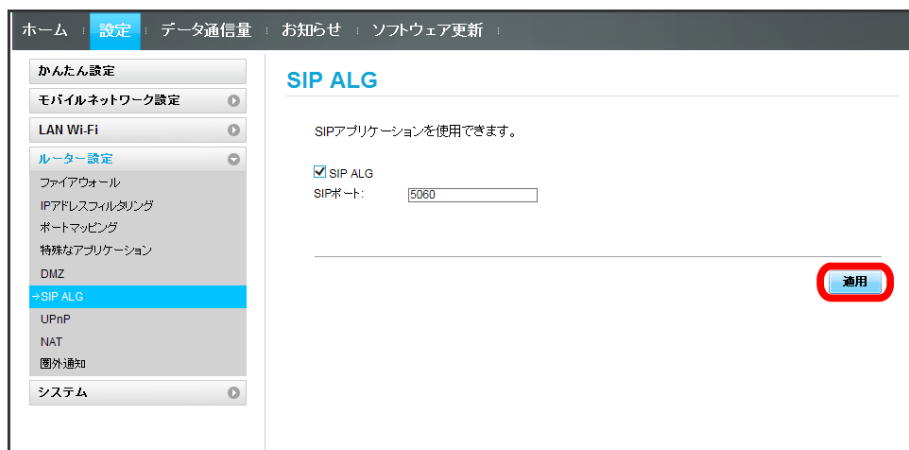 ホーム 設定 データ通信量 お知らせ ソフトウェア更新
かんたん設定
モバイルネットワーク設定
LAN Wi-Fi
ルーター設定
ファイアウォール
IPアドレスフィルタリング
ポートマッピング
特殊なアプリケーション
DMZ
→SIP ALG
UPnP
NAT
圏外通知
システム
SIP ALG
SIPアプリケーションを使用できます。
SIP ALG
SIPポート: 5060
適用